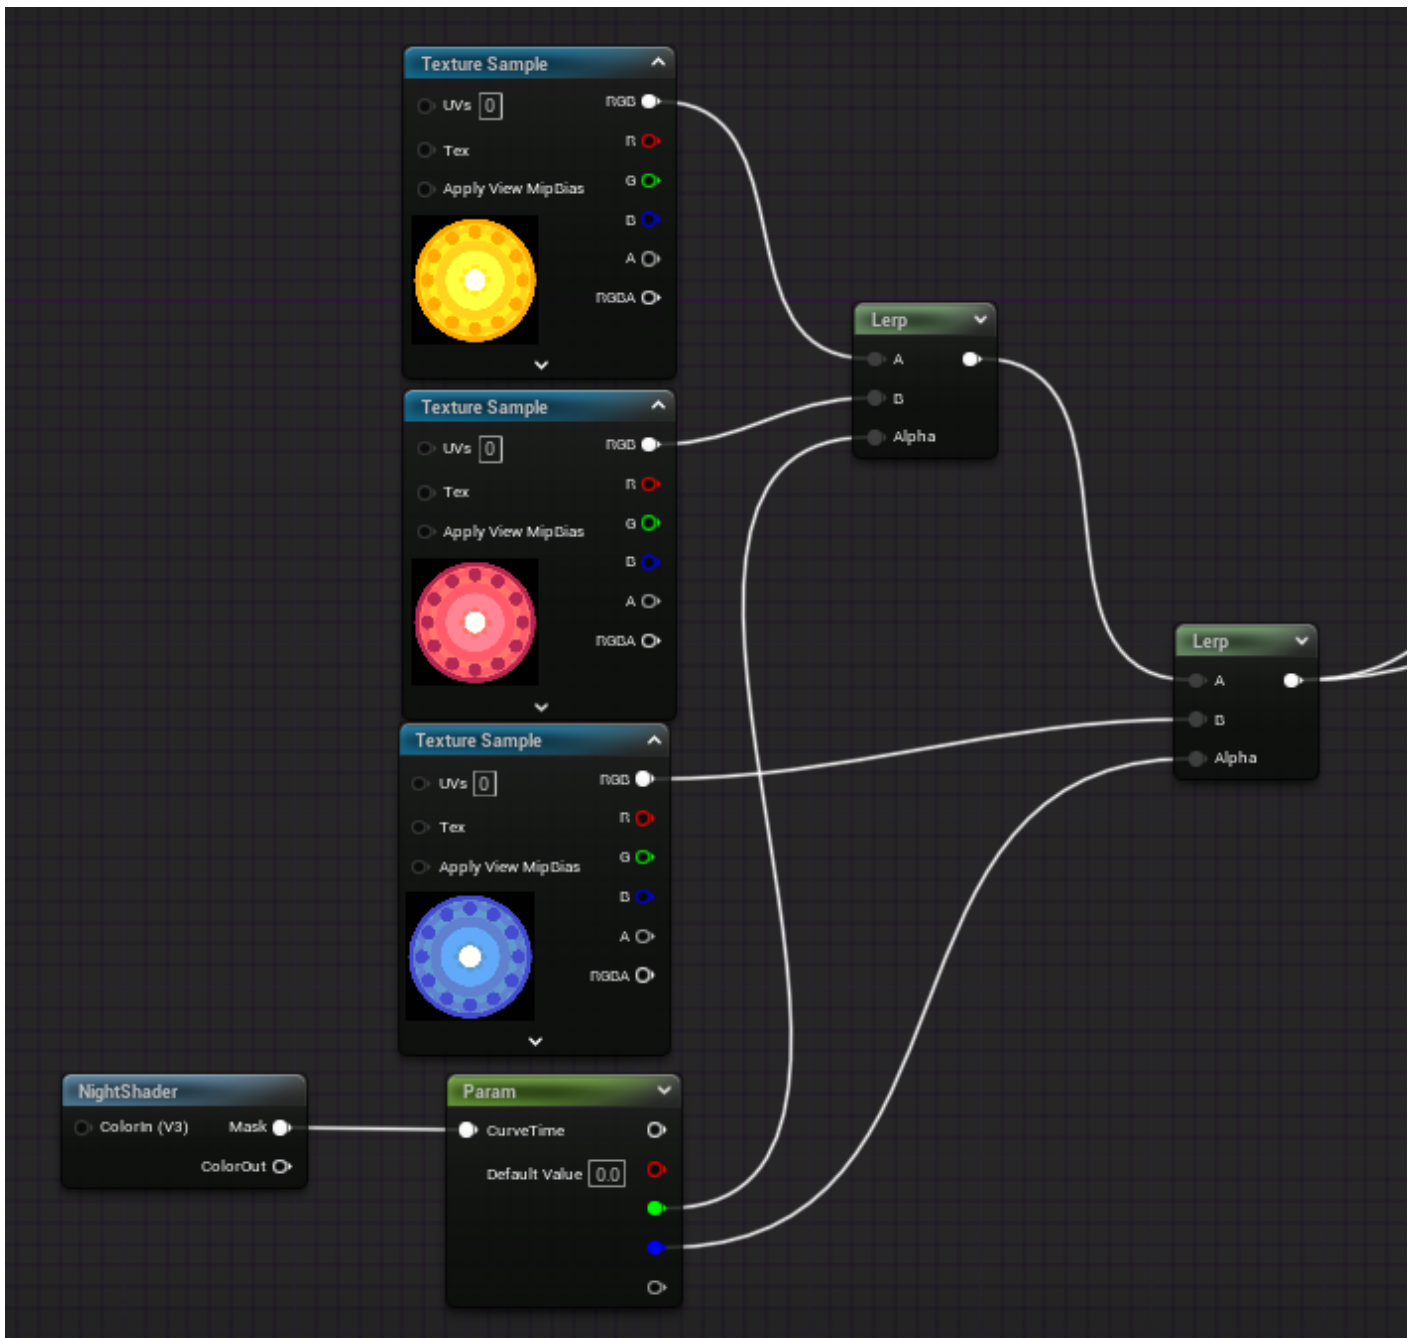 Texture Sample
UVs 0 RGB
R
Tex
G
Apply View MipBias
B
A
RGBA
Lerp
A
B
Alpha
Texture Sample
UVs 0 RGB
R
Tex
G
Apply View MipBias
B
A
RGBA
Lerp
A
B
Alpha
Texture Sample
UVs 0 RGB
R
Tex
G
Apply View MipBias
B
A
RGBA
NightShader
ColorIn (V3) Mask
ColorOut
Param
CurveTime
Default Value 0.0